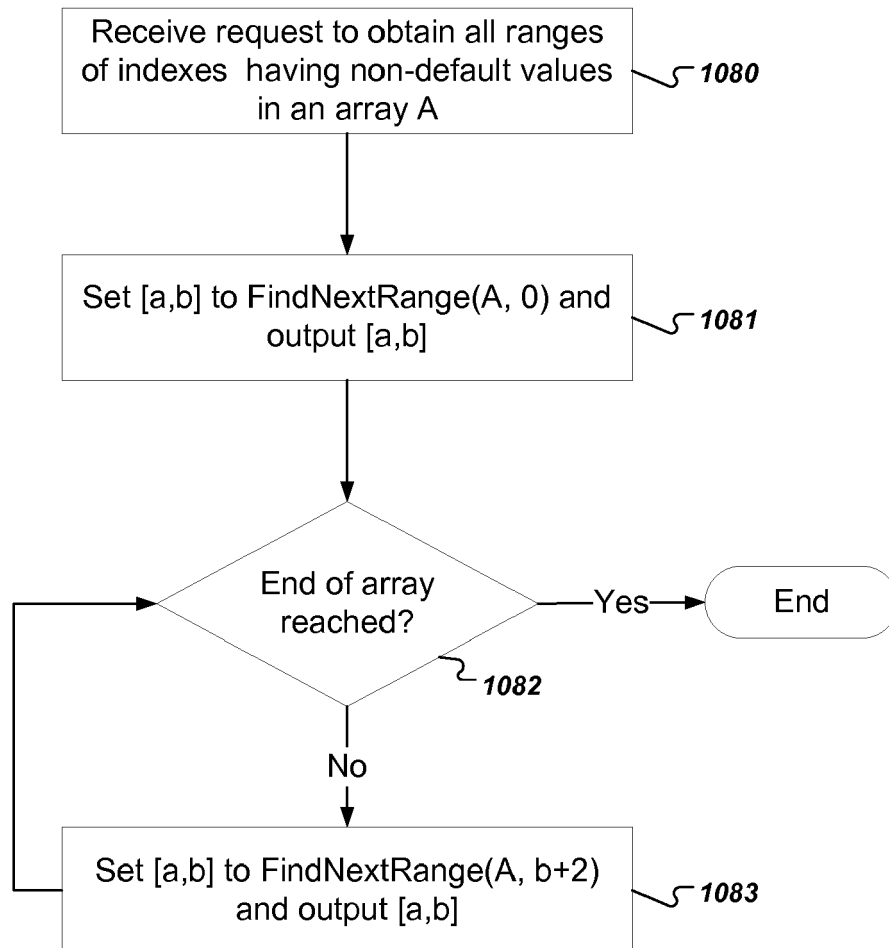 Receive request to obtain all ranges
of indexes having non-default values
in an array A
1080
Set [a,b] to FindNextRange(A, 0) and
output [a,b]
1081
End of array
reached?
1082
Yes
End
No
Set [a,b] to FindNextRange(A, b+2)
and output [a,b]
1083